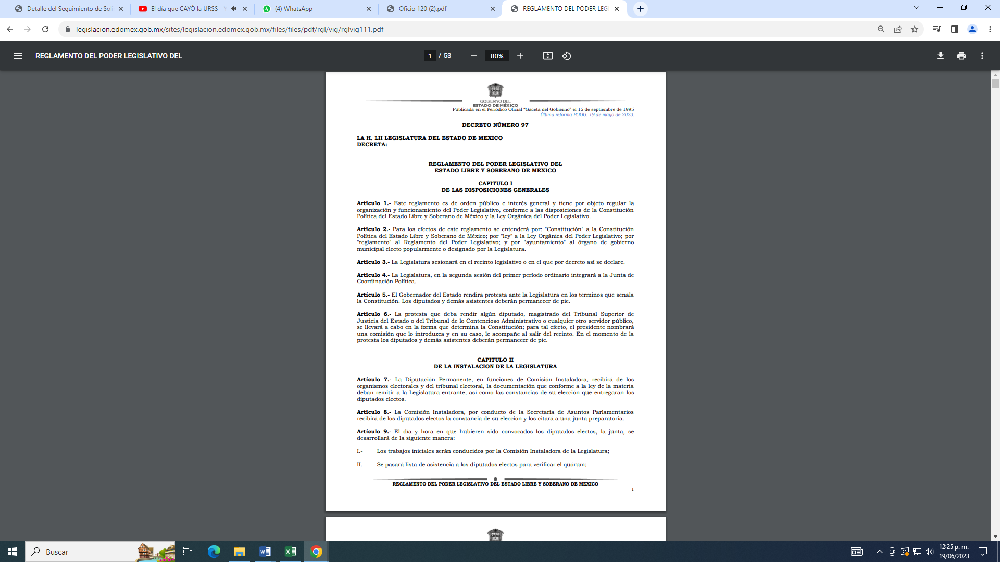 Detalle del Seguimiento de Soli
El día que CAYÓ la URSS - Y
4
(4) WhatsApp
Oficio 120 (2).pdf
REGLAMENTO DEL PODER LEG
legislacion.edomex.gob.mx/sites/legislacion.edomex.gob.mx/files/files/pdf/rgl/vig/rglvig111.pdf
REGLAMENTO DEL PODER LEGISLATIVO DEL
1 / 53
80%
GOBIERNO DEL
ESTADO DE MÉXICO
Publicada en el Periódico Oficial "Gaceta del Gobierno" el 15 de septiembre de 1995
Última reforma POGG: 19 de mayo de 2023.
DECRETO NÚMERO 97
LA H. LII LEGISLATURA DEL ESTADO DE MEXICO
DECRETA:
REGLAMENTO DEL PODER LEGISLATIVO DEL
ESTADO LIBRE Y SOBERANO DE MEXICO
CAPITULO I
DE LAS DISPOSICIONES GENERALES
Artículo 1.- Este reglamento es de orden público e interés general y tiene por objeto regular la
organización y funcionamiento del Poder Legislativo, conforme a las disposiciones de la Constitución
Política del Estado Libre y Soberano de México y la Ley Orgánica del Poder Legislativo.
Artículo 2.- Para los efectos de este reglamento se entenderá por: "Constitución" a la Constitución
Política del Estado Libre y Soberano de México; por "ley" a la Ley Orgánica del Poder Legislativo; por
"reglamento" al Reglamento del Poder Legislativo; y por "ayuntamiento" al órgano de gobierno
municipal electo popularmente o designado por la Legislatura.
Artículo 3.- La Legislatura sesionará en el recinto legislativo o en el que por decreto así se declare.
Artículo 4.- La Legislatura, en la segunda sesión del primer período ordinario integrará a la Junta de
Coordinación Política.
Artículo 5.- El Gobernador del Estado rendirá protesta ante la Legislatura en los términos que señala
la Constitución. Los diputados y demás asistentes deberán permanecer de pie.
Artículo 6.- La protesta que deba rendir algún diputado, magistrado del Tribunal Superior de
Justicia del Estado o del Tribunal de lo Contencioso Administrativo o cualquier otro servidor público,
se llevará a cabo en la forma que determina la Constitución; para tal efecto, el presidente nombrará
una comisión que lo introduzca y en su caso, le acompañe al salir del recinto. En el momento de la
protesta los diputados y demás asistentes deberán permanecer de pie.
CAPITULO II
DE LA INSTALACION DE LA LEGISLATURA
Artículo 7.- La Diputación Permanente, en funciones de Comisión Instaladora, recibirá de los
organismos electorales y del tribunal electoral, la documentación que conforme a la ley de la materia
deban remitir a la Legislatura entrante, así como las constancias de su elección que entregarán los
diputados electos.
Artículo 8.- La Comisión Instaladora, por conducto de la Secretaría de Asuntos Parlamentarios
recibirá de los diputados electos la constancia de su elección y los citará a una junta preparatoria.
Artículo 9.- El día y hora en que hubieren sido convocados los diputados electos, la junta, se
desarrollará de la siguiente manera:
I.- Los trabajos iniciales serán conducidos por la Comisión Instaladora de la Legislatura;
II.- Se pasará lista de asistencia a los diputados electos para verificar el quórum;
REGLAMENTO DEL PODER LEGISLATIVO DEL ESTADO LIBRE Y SOBERANO DE MEXICO
1
Buscar
12:25 p. m.
19/06/2023